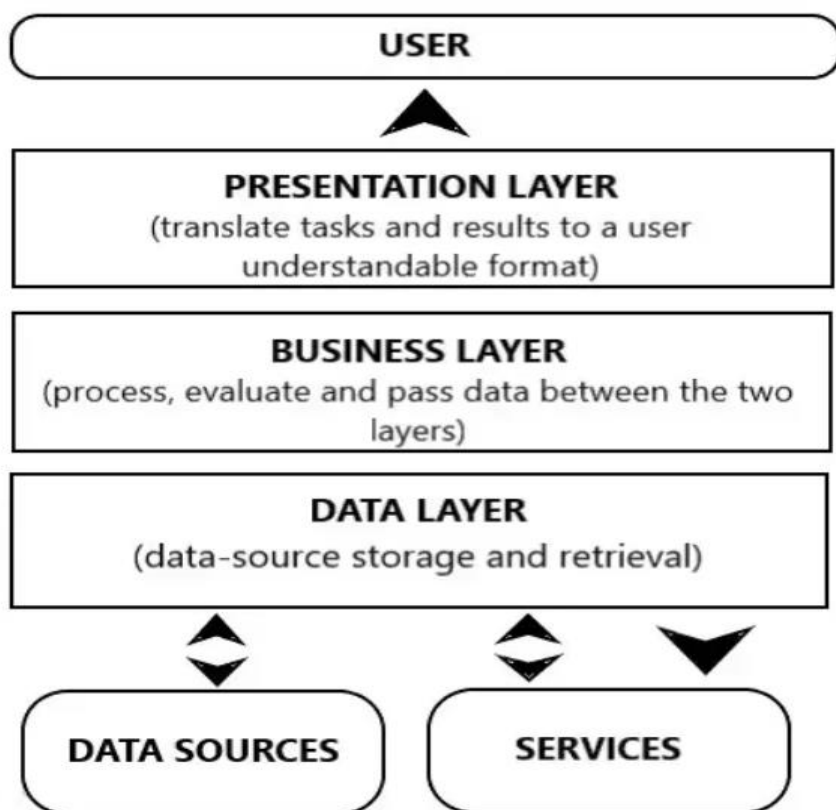 USER
PRESENTATION LAYER
(translate tasks and results to a user
understandable format)
BUSINESS LAYER
(process, evaluate and pass data between the two
layers)
DATA LAYER
(data-source storage and retrieval)
DATA SOURCES
SERVICES